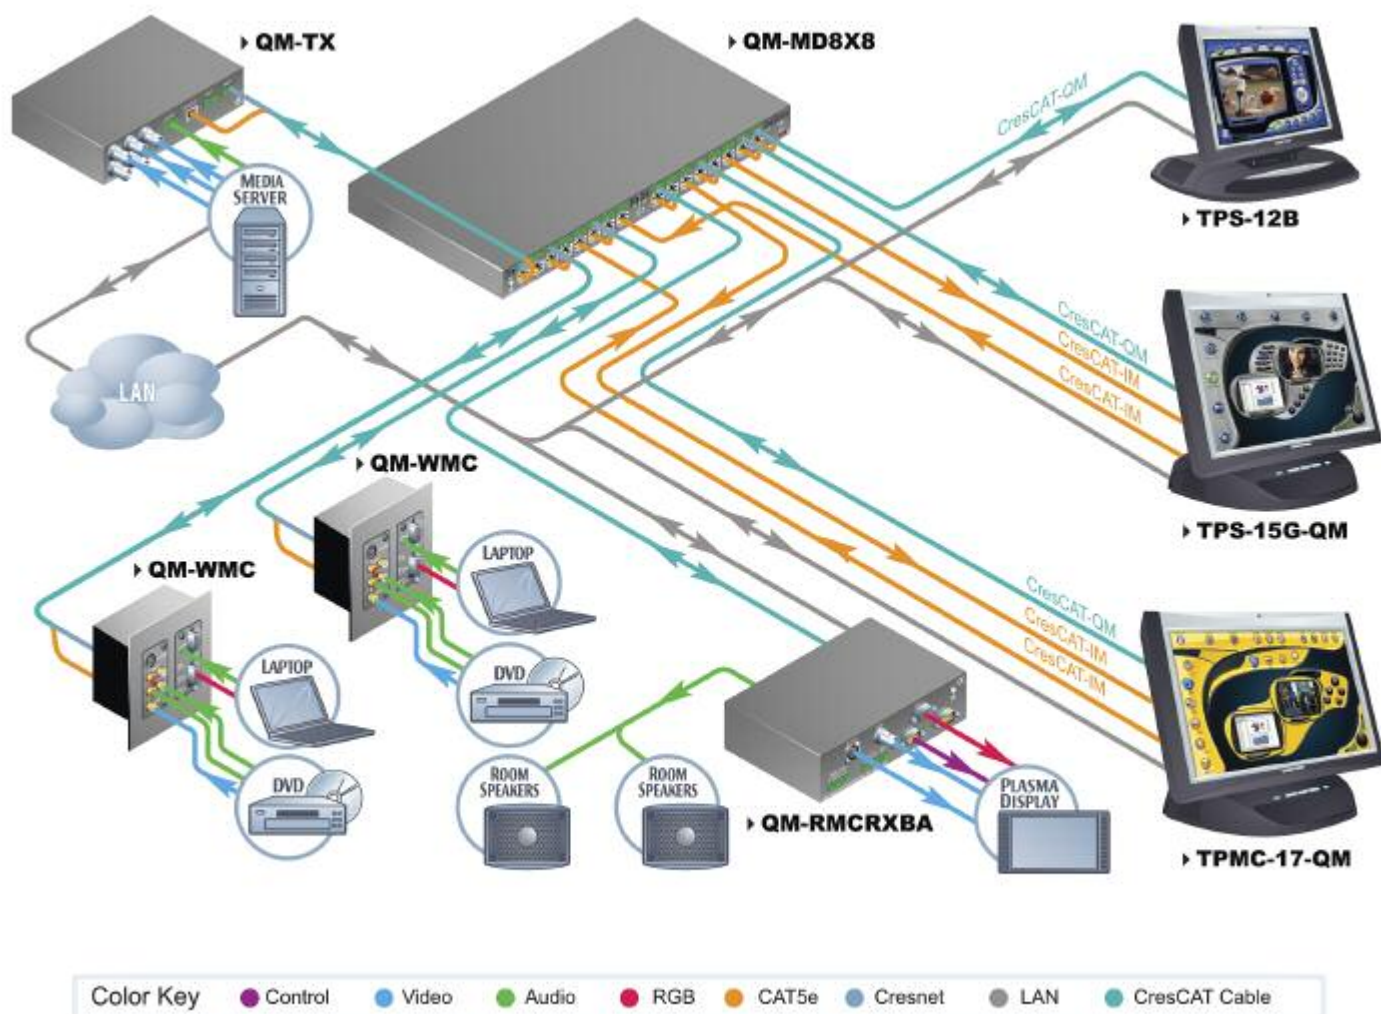 QM-TX
QM-MD8X8
CresCAT-QM
MEDIA
SERVER
TPS-12B
LAN
CresCAT-QM
CresCAT-IM
CresCAT-IM
QM-WMC
TPS-15G-QM
LAPTOP
QM-WMC
CresCAT-QM
CresCAT-IM
CresCAT-IM
LAPTOP
DVD
DVD
ROOM
SPEAKERS
ROOM
SPEAKERS
PLASMA
DISPLAY
QM-RMCRXBA
TPMC-17-QM
Color Key Control Video Audio RGB CAT5e Cresnet LAN CresCAT Cable